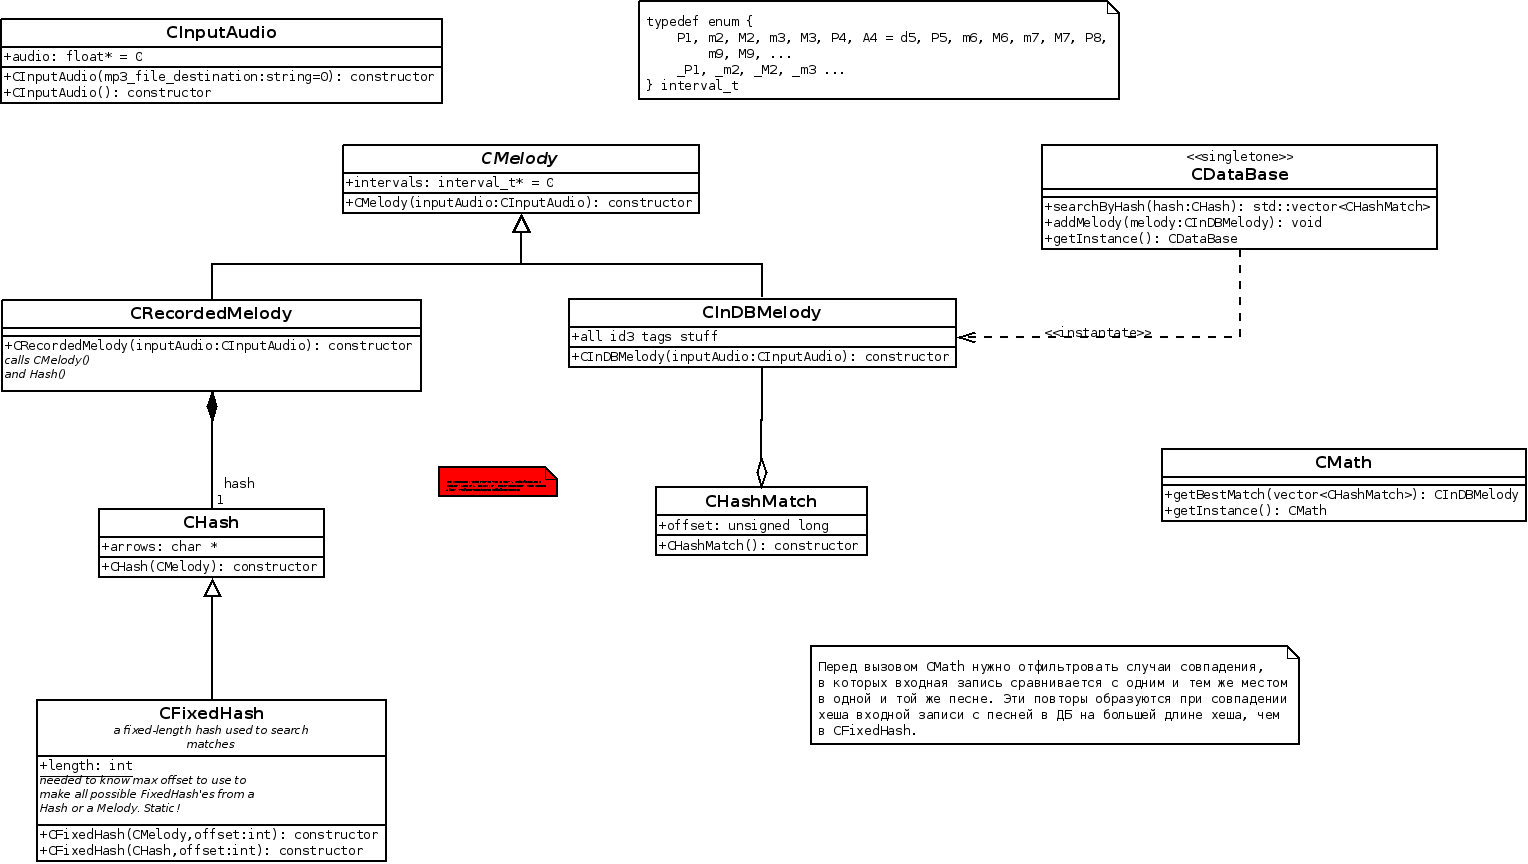 CInputAudio
+audio: float* = 0
+CInputAudio(mp3_file_destination:string=0): constructor
+CInputAudio(): constructor
typedef enum {
P1, m2, M2, m3, M3, P4, A4 = d5, P5, m6, M6, m7, M7, P8,
m9, M9, ...
_P1, _m2, _M2, _m3 ...
} interval_t
CMelody
+intervals: interval_t* = 0
+CMelody(inputAudio:CInputAudio): constructor
<<singletone>>
CDataBase
+searchByHash(hash:CHash): std::vector<CHashMatch>
+addMelody(melody:CInDBMelody): void
+getInstance(): CDataBase
CRecordedMelody
+CRecordedMelody(inputAudio:CInputAudio): constructor
calls CMelody()
and Hash()
CInDBMelody
+all id3 tags stuff
+CInDBMelody(inputAudio:CInputAudio): constructor
<<instantate>>
hash
1
CHash
+arrows: char *
+CHash(CMelody): constructor
CHashMatch
+offset: unsigned long
+CHashMatch(): constructor
CMath
+getBestMatch(vector<CHashMatch>): CInDBMelody
+getInstance(): CMath
Перед вызовом CMath нужно отфильтровать случаи совпадения,
в которых входная запись сравнивается с одним и тем же местом
в одной и той же песне. Эти повторы образуются при совпадении
хеша входной записи с песней в ДБ на большей длине хеша, чем
в CFixedHash.
CFixedHash
a fixed-length hash used to search
matches
+length: int
needed to know max offset to use to
make all possible FixedHash'es from a
Hash or a Melody. Static!
+CFixedHash(CMelody,offset:int): constructor
+CFixedHash(CHash,offset:int): constructor